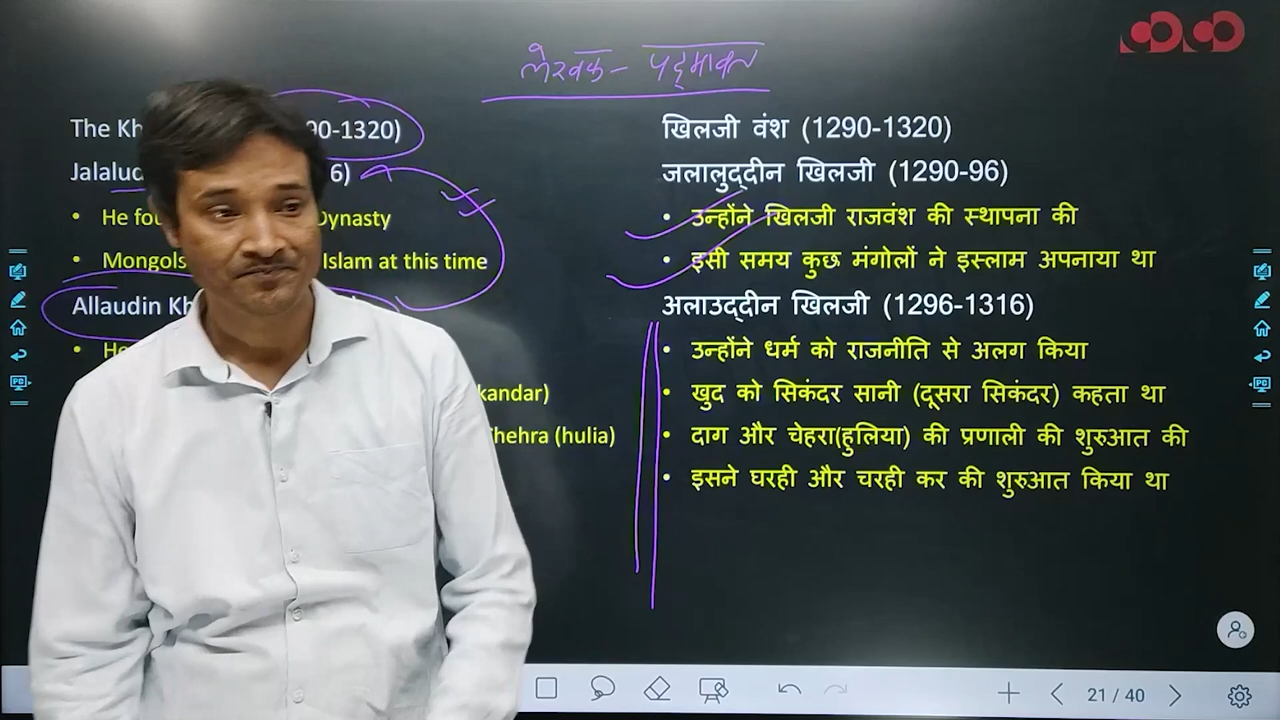 लेखक - पद्मावत
The Kh 90-1320)
Jalalud 6)
• He fou Dynasty
• Mongols Islam at this time
Allaudin Kh
• He
kandar)
Chehra (hulia)
खिलजी वंश (1290-1320)
जलालुद्दीन खिलजी (1290-96)
• उन्होंने खिलजी राजवंश की स्थापना की
• इसी समय कुछ मंगोलों ने इस्लाम अपनाया था
अलाउद्दीन खिलजी (1296-1316)
• उन्होंने धर्म को राजनीति से अलग किया
• खुद को सिकंदर सानी (दूसरा सिकंदर) कहता था
• दाग और चेहरा(हुलिया) की प्रणाली की शुरुआत की
• इसने घरही और चरही कर की शुरुआत किया था
21 / 40